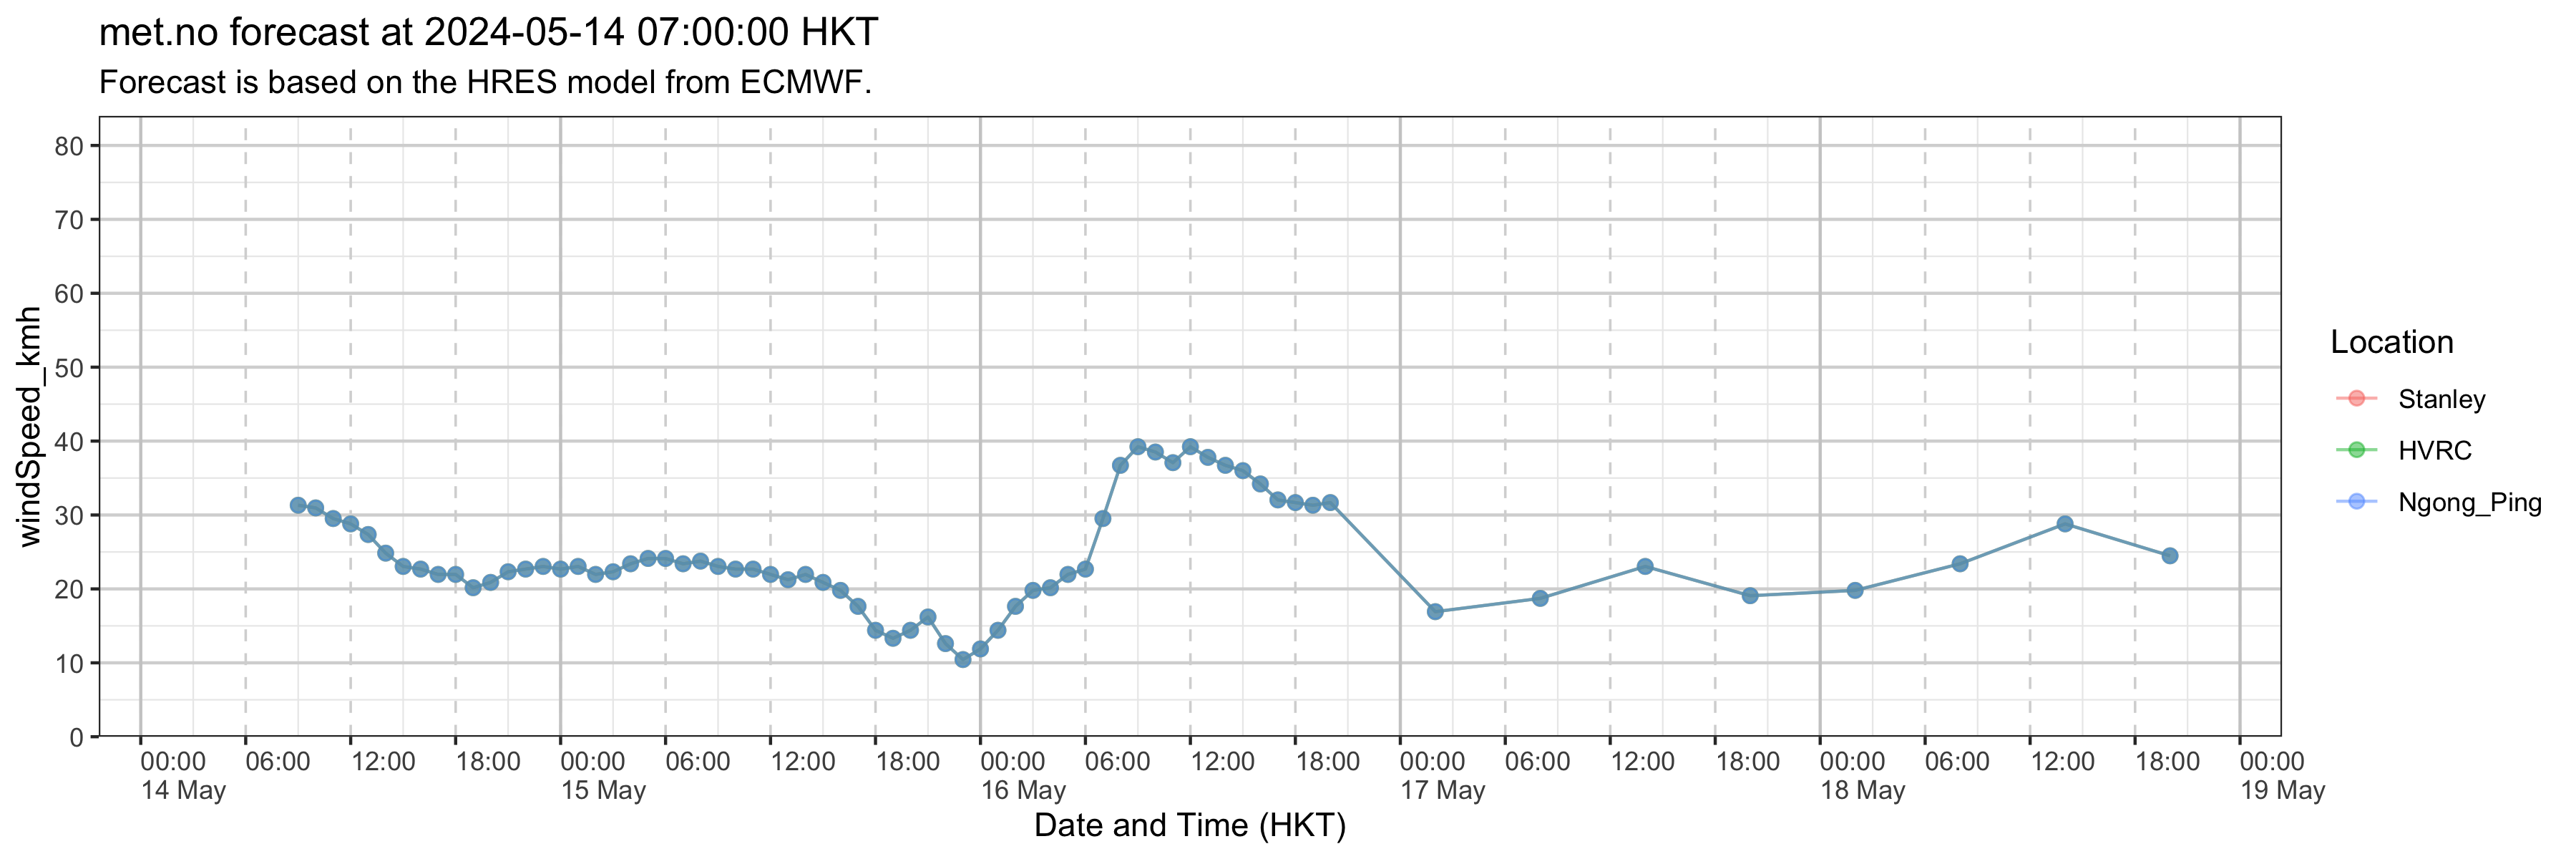 met.no forecast at 2024-05-14 07:00:00 HKT
Forecast is based on the HRES model from ECMWF.
windSpeed_kmh
80
70
60
50
40
30
20
10
0
00:00 06:00 12:00 18:00 00:00 06:00 12:00 18:00 00:00 06:00 12:00 18:00 00:00 06:00 12:00 18:00 00:00 06:00 12:00 18:00 00:00
14 May 15 May 16 May 17 May 18 May 19 May
Date and Time (HKT)
Location
Stanley
HVRC
Ngong_Ping